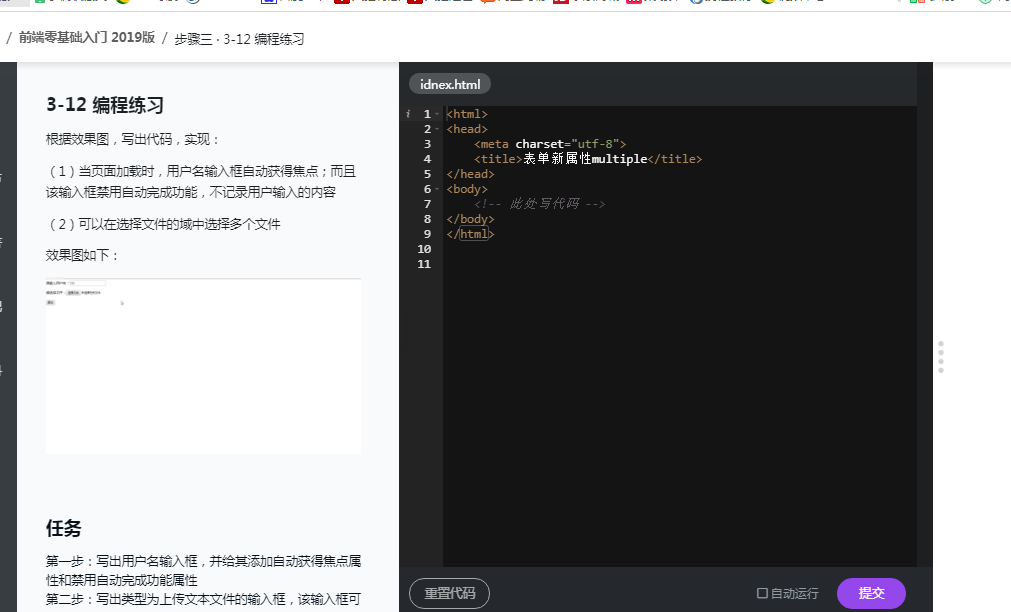 / 前端零基础入门 2019版 / 步骤三 · 3-12 编程练习
3-12 编程练习
根据效果图，写出代码，实现：
（1）当页面加载时，用户名输入框自动获得焦点；而且
该输入框禁用自动完成功能，不记录用户输入的内容
（2）可以在选择文件的域中选择多个文件
效果图如下：
任务
第一步：写出用户名输入框，并给其添加自动获得焦点属
性和禁用自动完成功能属性
第二步：写出类型为上传文本文件的输入框，该输入框可
idnex.html
i 1 <html>
2 <head>
3 <meta charset="utf-8">
4 <title>表单新属性multiple</title>
5 </head>
6 <body>
7 <!-- 此处写代码 -->
8 </body>
9 </html>
10
11
重置代码
自动运行
提交